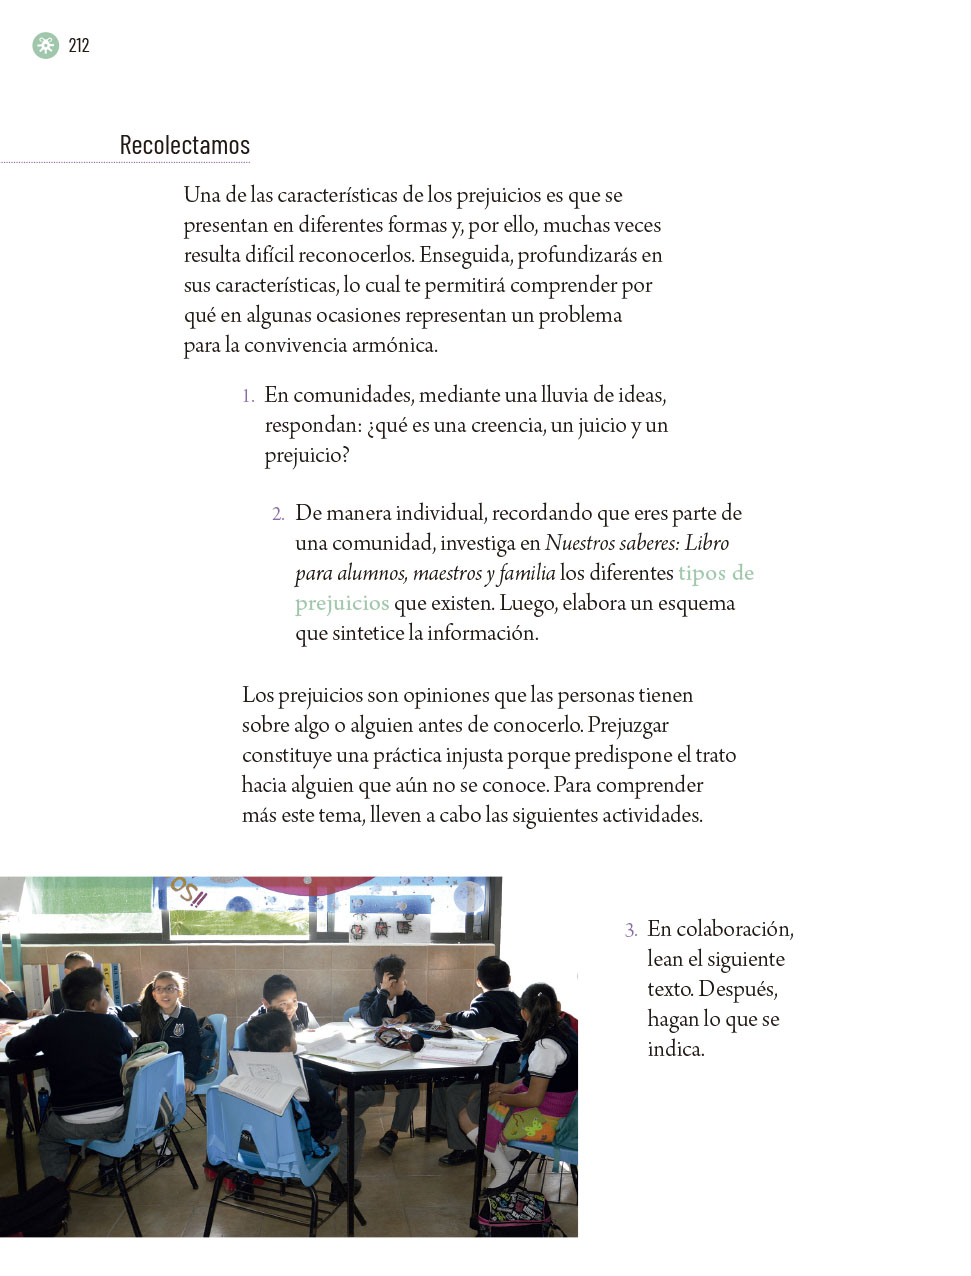 212
Recolectamos
Una de las características de los prejuicios es que se
presentan en diferentes formas y, por ello, muchas veces
resulta difícil reconocerlos. Enseguida, profundizarás en
sus características, lo cual te permitirá comprender por
qué en algunas ocasiones representan un problema
para la convivencia armónica.
1. En comunidades, mediante una lluvia de ideas,
respondan: ¿qué es una creencia, un juicio y un
prejuicio?
2. De manera individual, recordando que eres parte de
una comunidad, investiga en Nuestros saberes: Libro
para alumnos, maestros y familia los diferentes tipos de
prejuicios que existen. Luego, elabora un esquema
que sintetice la información.
Los prejuicios son opiniones que las personas tienen
sobre algo o alguien antes de conocerlo. Prejuzgar
constituye una práctica injusta porque predispone el trato
hacia alguien que aún no se conoce. Para comprender
más este tema, lleven a cabo las siguientes actividades.
3. En colaboración,
lean el siguiente
texto. Después,
hagan lo que se
indica.